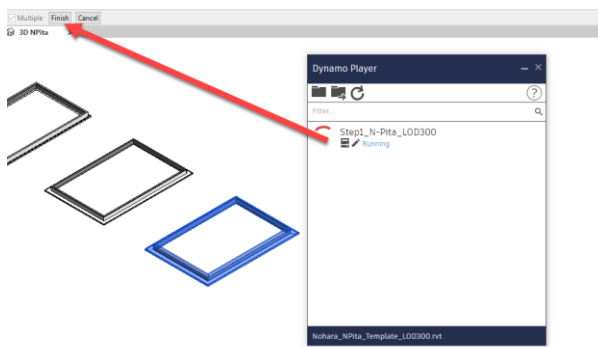 Multiple Finish Cancel
3D NPita
Dynamo Player
Filter...
Step1_N-Pita_LOD300
Running
Nohara_NPita_Template_LOD300.rvt